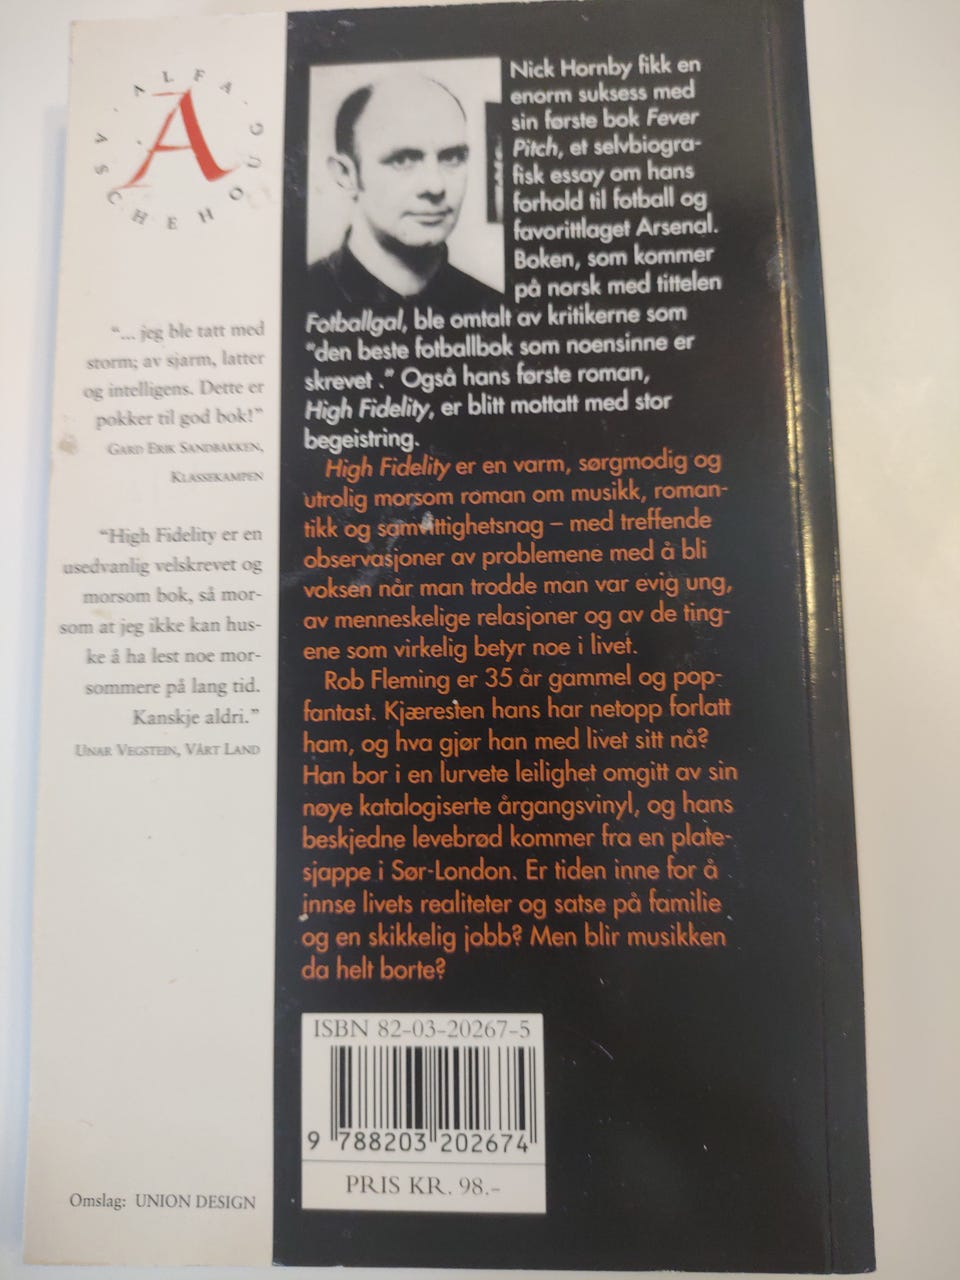 ALFA · ASCHEHOUG ·
A
"... jeg ble tatt med
storm; av sjarm, latter
og intelligens. Dette er
pokker til god bok!"
GARD ERIK SANDBAKKEN,
KLASSEKAMPEN
"High Fidelity er en
usedvanlig velskrevet og
morsom bok, så mor-
som at jeg ikke kan hus-
ke å ha lest noe mor-
sommere på lang tid.
Kanskje aldri."
UNAR VEGSTEIN, VÅRT LAND
Omslag: UNION DESIGN
Nick Hornby fikk en
enorm suksess med
sin første bok Fever
Pitch, et selvbiogra-
fisk essay om hans
forhold til fotball og
favorittlaget Arsenal.
Boken, som kommer
på norsk med tittelen
Fotballgal, ble omtalt av kritikerne som
"den beste fotballbok som noensinne er
skrevet ." Også hans første roman,
High Fidelity, er blitt mottatt med stor
begeistring.
High Fidelity er en varm, sørgmodig og
utrolig morsom roman om musikk, roman-
tikk og samvittighetsnag – med treffende
observasjoner av problemene med å bli
voksen når man trodde man var evig ung,
av menneskelige relasjoner og av de ting-
ene som virkelig betyr noe i livet.
Rob Fleming er 35 år gammel og pop-
fantast. Kjæresten hans har netopp forlatt
ham, og hva gjør han med livet sitt nå?
Han bor i en lurvete leilighet omgitt av sin
nøye katalogiserte årgangsvinyl, og hans
beskjedne levebrød kommer fra en plate-
sjappe i Sør-London. Er tiden inne for å
innse livets realiteter og satse på familie
og en skikkelig jobb? Men blir musikken
da helt borte?
ISBN 82-03-20267-5
9 788203 202674
PRIS KR. 98.-